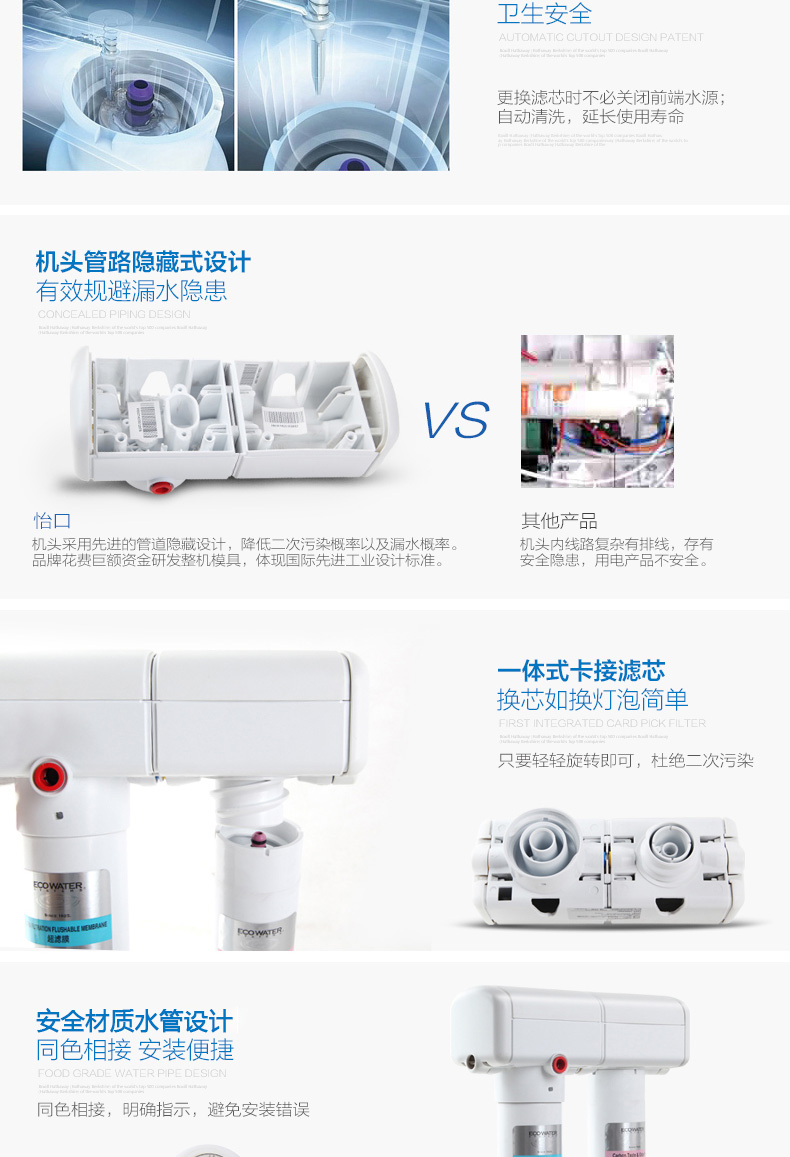 卫生安全
AUTOMATIC CUTOUT DESIGN PATENT
更换滤芯时不必关闭前端水源；
自动清洗，延长使用寿命
机头管路隐藏式设计
有效规避漏水隐患
CONCEALED PIPING DESIGN
VS
怡口
机头采用先进的管道隐藏设计，降低二次污染概率以及漏水概率。
品牌花费巨额资金研发整机模具，体现国际先进工业设计标准。
其他产品
机头内线路复杂有排线，存有
安全隐患，用电产品不安全。
一体式卡接滤芯
换芯如换灯泡简单
FIRST INTEGRATED CARD PICK FILTER
只要轻轻旋转即可，杜绝二次污染
ECOWATER
SYSTEMS
Since 1925
TRATION FLUSHABLE MEMBRANE
超滤膜
ECOWATER
安全材质水管设计
同色相接 安装便捷
FOOD GRADE WATER PIPE DESIGN
同色相接，明确指示，避免安装错误
ECOWATER
ECOWATER